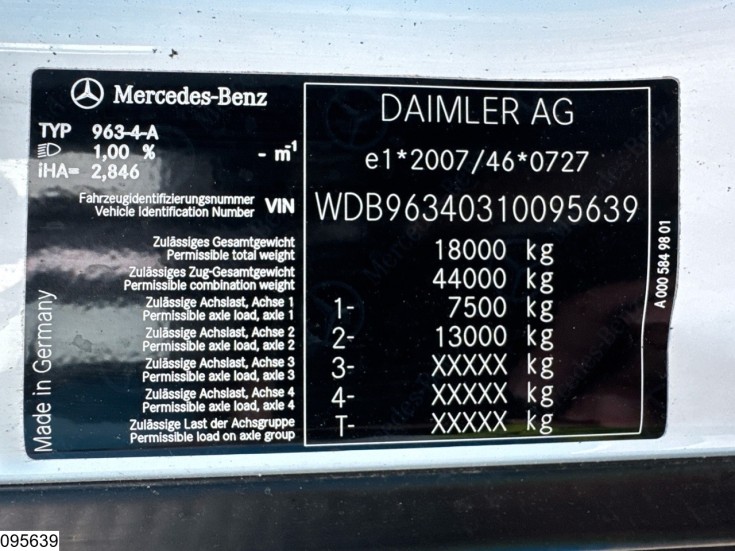 Mercedes-Benz
TYP 963-4-A
1,00 % - m-1
iHA= 2,846
Fahrzeugidentifizierungsnummer
Vehicle Identification Number VIN
Zulässiges Gesamtgewicht
Permissible total weight
Zulässiges Zug-Gesamtgewicht
Permissible combination weight
Zulässige Achslast, Achse 1
Permissible axle load, axle 1
Zulässige Achslast, Achse 2
Permissible axle load, axle 2
Zulässige Achslast, Achse 3
Permissible axle load, axle 3
Zulässige Achslast, Achse 4
Permissible axle load, axle 4
Zulässige Last der Achsgruppe
Permissible load on axle group
Made in Germany
DAIMLER AG
e1*2007/46*0727
WDB96340310095639
18000 kg
44000 kg
1- 7500 kg
2- 13000 kg
3- XXXXX kg
4- XXXXX kg
T- XXXXX kg
A 000 584 98 01
095639